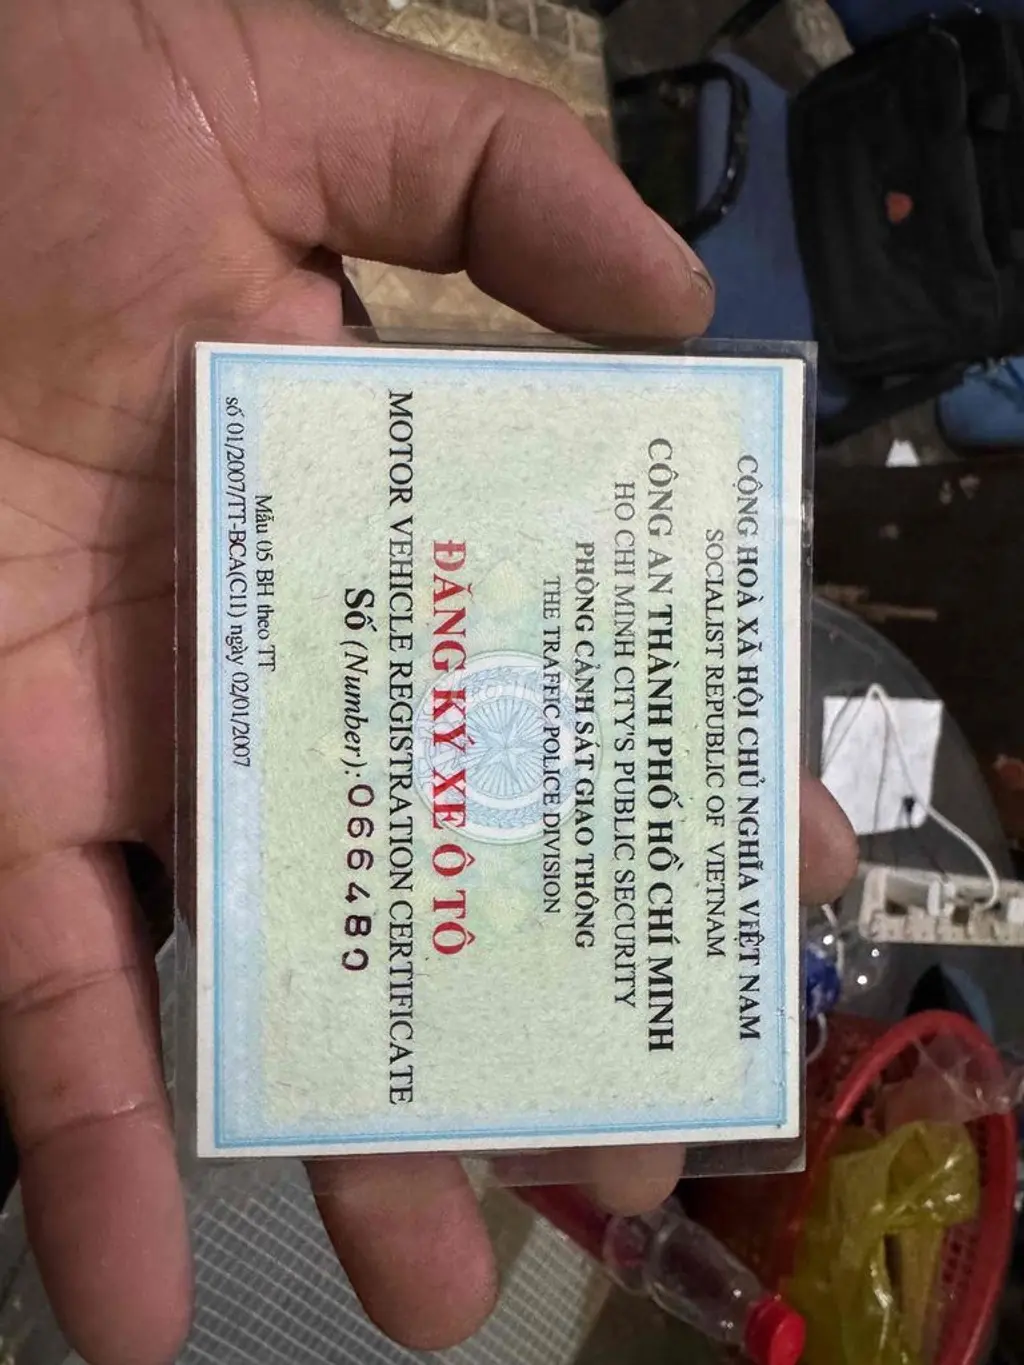 CỘNG HOÀ XÃ HỘI CHỦ NGHĨA VIỆT NAM
SOCIALIST REPUBLIC OF VIETNAM
CÔNG AN THÀNH PHỐ HỒ CHÍ MINH
HO CHI MINH CITY'S PUBLIC SECURITY
PHÒNG CẢNH SÁT GIAO THÔNG
THE TRAFFIC POLICE DIVISION
ĐĂNG KÝ XE Ô TÔ
MOTOR VEHICLE REGISTRATION CERTIFICATE
Số (Number):
Mẫu 05 BH theo TT
số 01/2007/TT-BCA(C11) ngày 02/01/2007